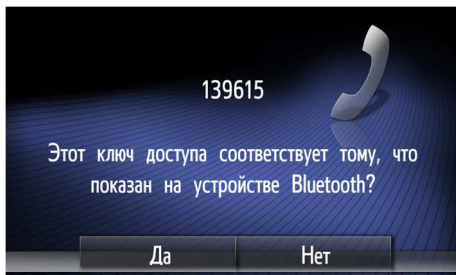 139615
Этот ключ доступа соответствует тому, что
показан на устройстве Bluetooth?
Да
Нет